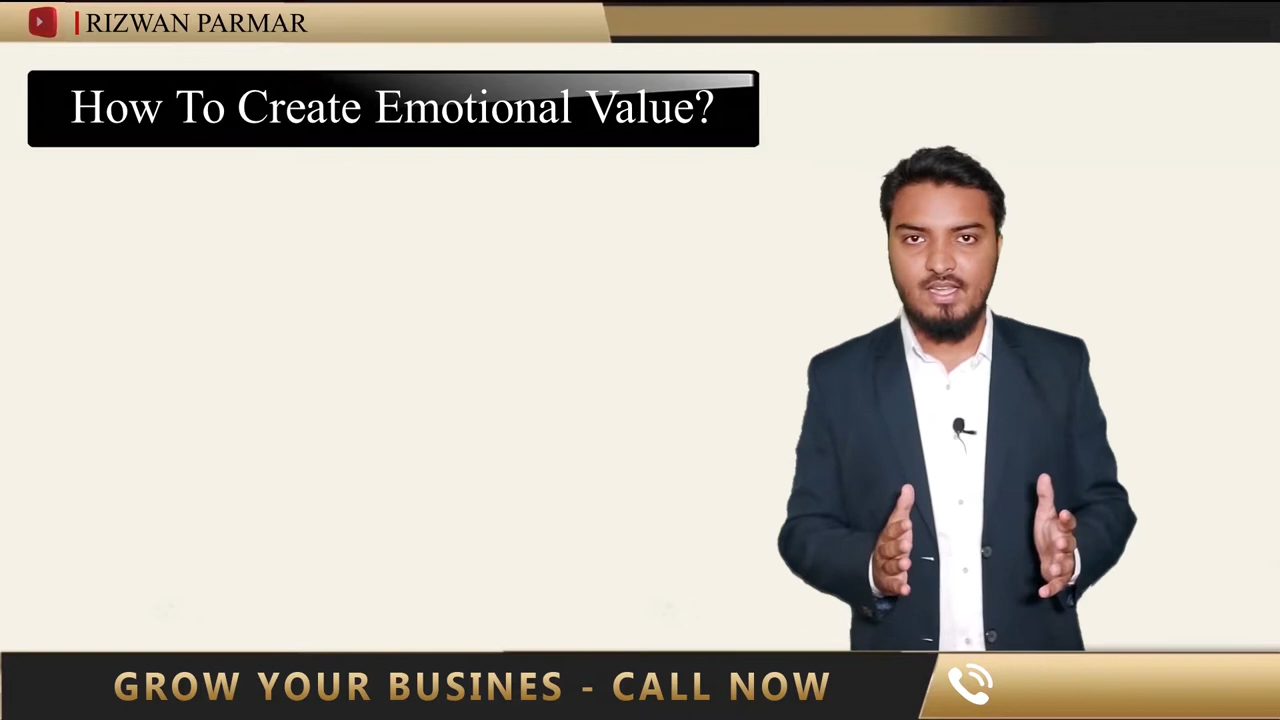 RIZWAN PARMAR
How To Create Emotional Value?
GROW YOUR BUSINES - CALL NOW